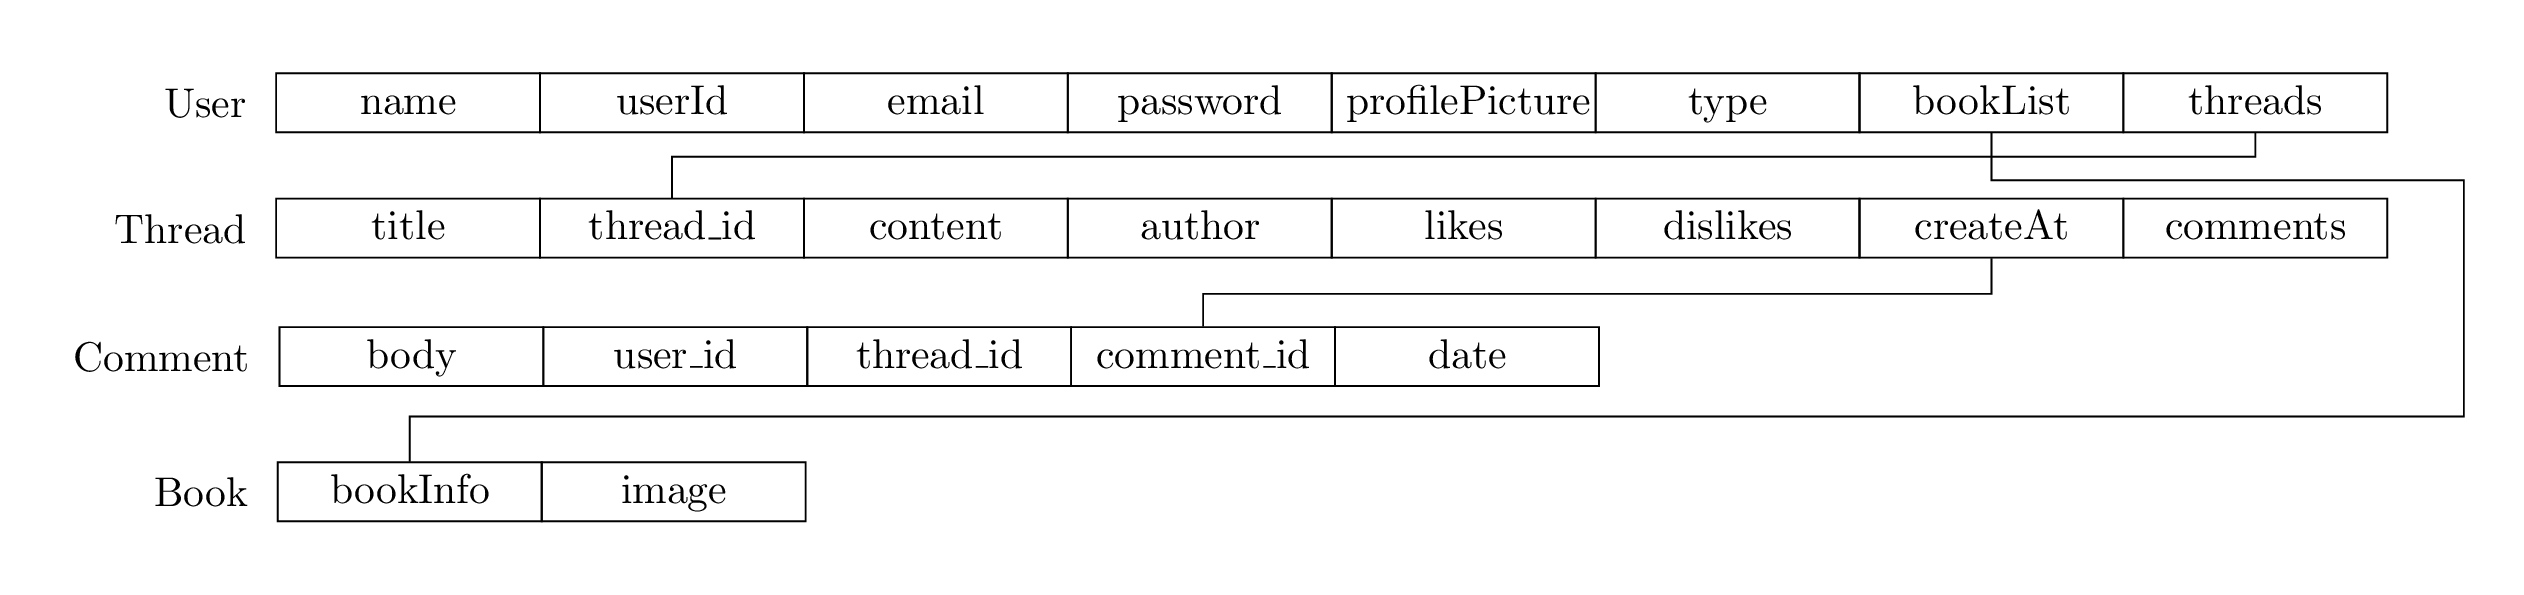 User name userId email password profilePicture type bookList threads
Thread title thread_id content author likes dislikes createAt comments
Comment body user_id thread_id comment_id date
Book bookInfo image